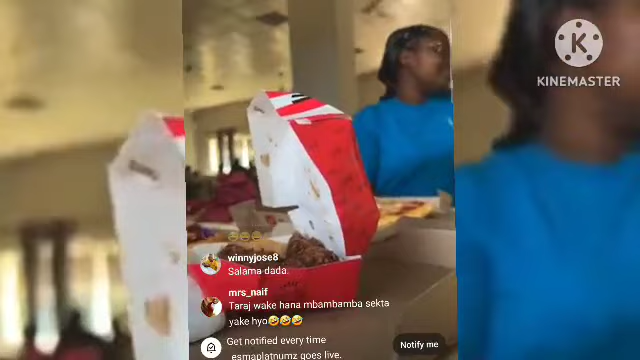 KINEMASTER
winnyjose8
Salama dada.
mrs_naif
Taraj wake hana mbambamba sekta
yake hyo🤣🤣🤣
Get notified every time
esmaplatnumz goes live.
Notify me